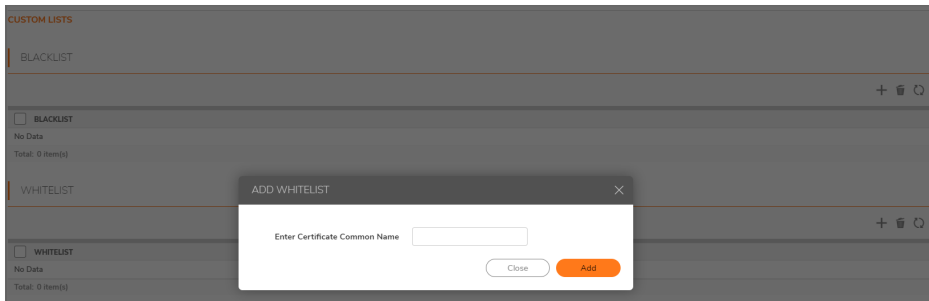 CUSTOM LISTS
BLACKLIST
BLACKLIST
No Data
Total: 0 item(s)
WHITELIST
ADD WHITELIST
Enter Certificate Common Name
Close Add
WHITELIST
No Data
Total: 0 item(s)